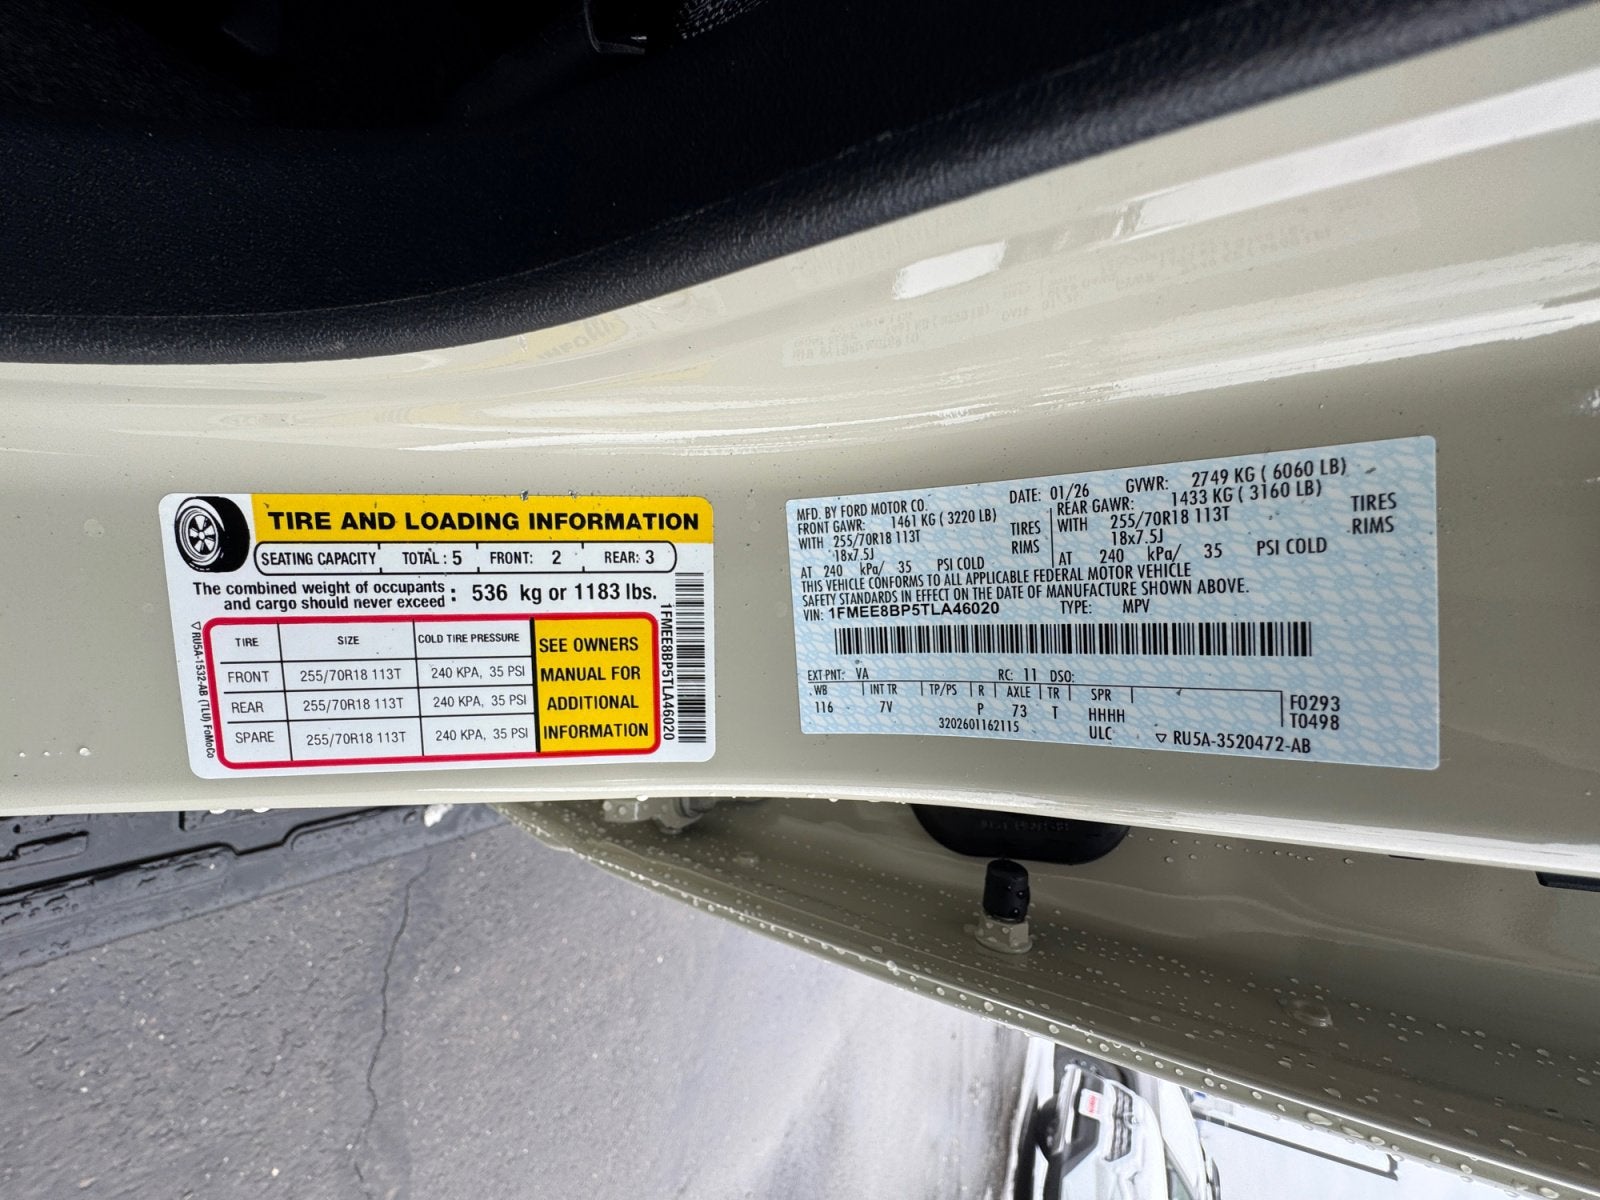 TIRE AND LOADING INFORMATION
SEATING CAPACITY TOTAL : 5 FRONT: 2 REAR: 3
The combined weight of occupants and cargo should never exceed : 536 kg or 1183 lbs.
TIRE SIZE COLD TIRE PRESSURE
FRONT 255/70R18 113T 240 KPA, 35 PSI
REAR 255/70R18 113T 240 KPA, 35 PSI
SPARE 255/70R18 113T 240 KPA, 35 PSI
SEE OWNERS
MANUAL FOR
ADDITIONAL
INFORMATION
1FMEE8BP5TLA46020
RU5A-1532-AB (TLU) FoMoCo
MFD. BY FORD MOTOR CO. DATE: 01/26 GVWR: 2749 KG ( 6060 LB)
FRONT GAWR: 1461 KG ( 3220 LB) REAR GAWR: 1433 KG ( 3160 LB)
WITH 255/70R18 113T TIRES WITH 255/70R18 113T TIRES
18x7.5J RIMS 18x7.5J RIMS
AT 240 kPa/ 35 PSI COLD AT 240 kPa/ 35 PSI COLD
THIS VEHICLE CONFORMS TO ALL APPLICABLE FEDERAL MOTOR VEHICLE
SAFETY STANDARDS IN EFFECT ON THE DATE OF MANUFACTURE SHOWN ABOVE.
VIN: 1FMEE8BP5TLA46020 TYPE: MPV
EXT PNT: VA RC: 11 DSO:
WB INT TR TP/PS R AXLE TR SPR
116 7V P 73 T HHHH
ULC
F0293
T0498
3202601162115
RU5A-3520472-AB